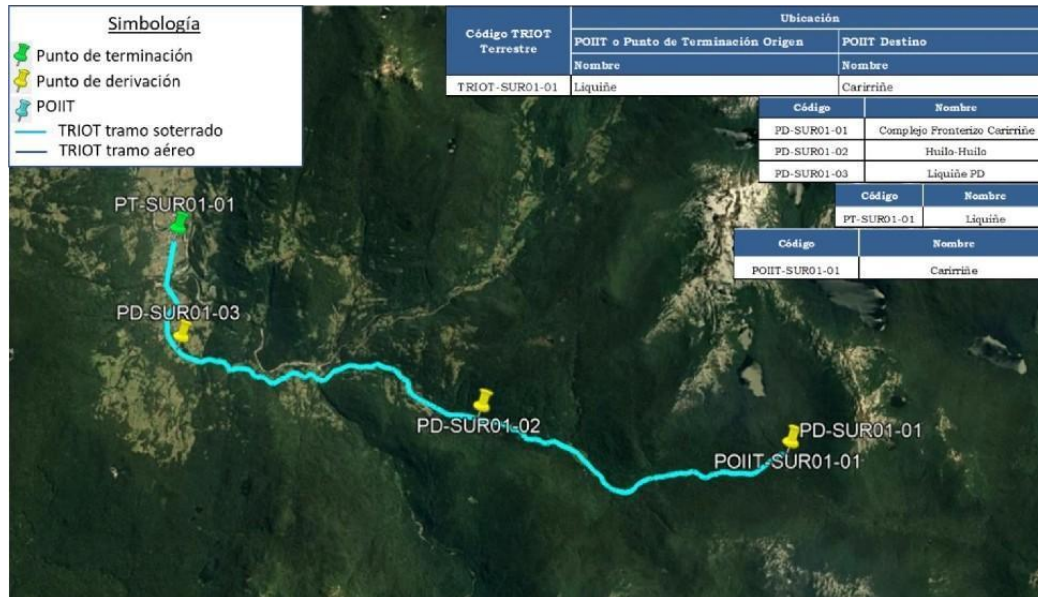 Simbología
Punto de terminación
Punto de derivación
POIIT
TRIOT tramo soterrado
TRIOT tramo aéreo
Código TRIOT Terrestre
Ubicación
POIIT o Punto de Terminación Origen
POIIT Destino
Nombre
Nombre
TRIOT-SUR01-01
Liquiñe
Carirriñe
Código
Nombre
PD-SUR01-01
Complejo Fronterizo Carirriñe
PD-SUR01-02
Huilo-Huilo
PD-SUR01-03
Liquiñe PD
Código
Nombre
PT-SUR01-01
Liquiñe
Código
Nombre
POIIT-SUR01-01
Carirriñe
PT-SUR01-01
PD-SUR01-03
PD-SUR01-02
PD-SUR01-01
POIIT-SUR01-01